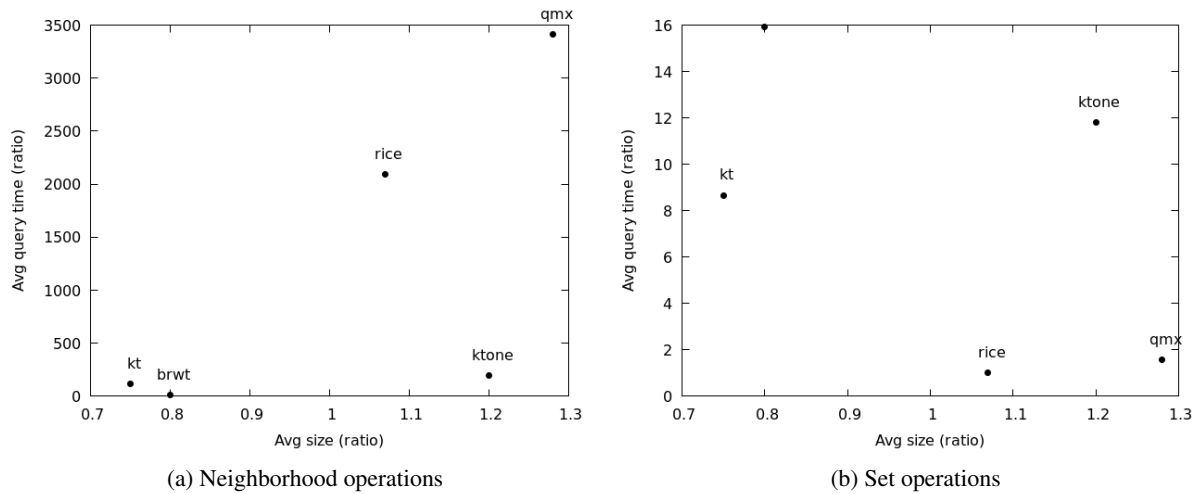 3500
3000
2500
2000
1500
1000
500
0
Avg query time (ratio)
qmx
rice
ktone
kt
brwt
0.7 0.8 0.9 1 1.1 1.2 1.3
Avg size (ratio)
(a) Neighborhood operations
16
14
12
10
8
6
4
2
0
Avg query time (ratio)
ktone
kt
rice
qmx
0.7 0.8 0.9 1 1.1 1.2 1.3
Avg size (ratio)
(b) Set operations